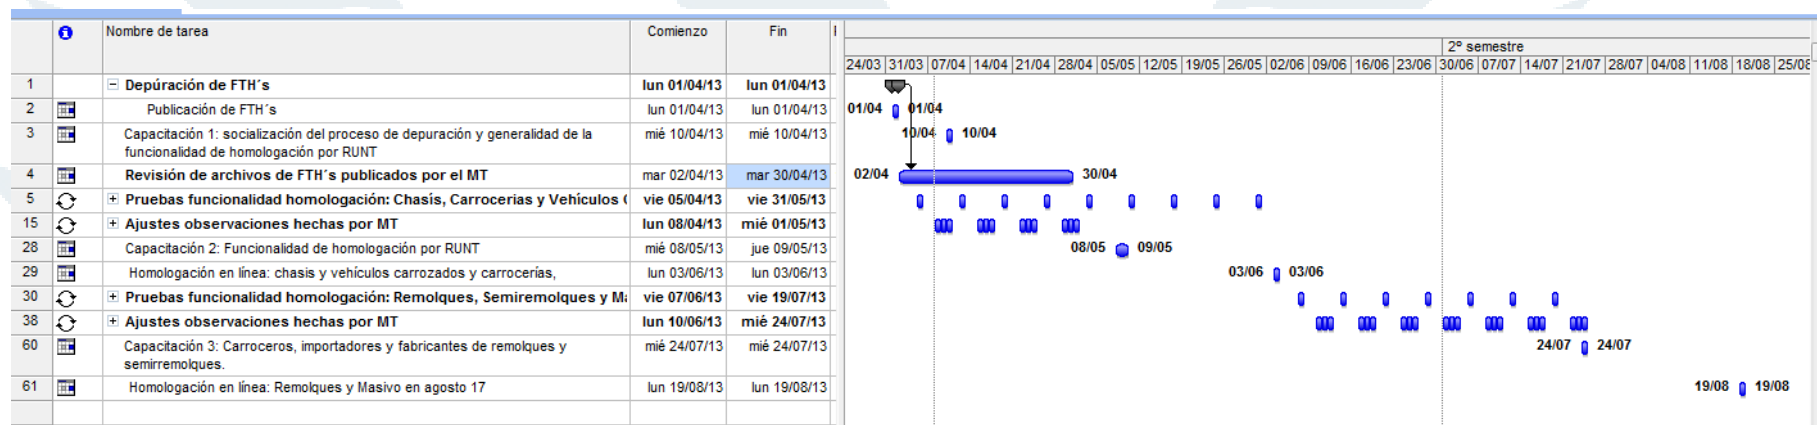 Nombre de tarea Comienzo Fin
2º semestre
24/03 31/03 07/04 14/04 21/04 28/04 05/05 12/05 19/05 26/05 02/06 09/06 16/06 23/06 30/06 07/07 14/07 21/07 28/07 04/08 11/08 18/08 25/08
1 Depúración de FTH´s lun 01/04/13 lun 01/04/13
2 Publicación de FTH´s lun 01/04/13 lun 01/04/13 01/04 01/04
3 Capacitación 1: socialización del proceso de depuración y generalidad de la mié 10/04/13 mié 10/04/13 10/04 10/04
funcionalidad de homologación por RUNT
4 Revisión de archivos de FTH´s publicados por el MT mar 02/04/13 mar 30/04/13 02/04 30/04
5 Pruebas funcionalidad homologación: Chasís, Carrocerias y Vehículos vie 05/04/13 vie 31/05/13
15 Ajustes observaciones hechas por MT lun 08/04/13 mié 01/05/13
28 Capacitación 2: Funcionalidad de homologación por RUNT mié 08/05/13 jue 09/05/13 08/05 09/05
29 Homologación en línea: chasis y vehículos carrozados y carrocerías, lun 03/06/13 lun 03/06/13 03/06 03/06
30 Pruebas funcionalidad homologación: Remolques, Semiremolques y vie 07/06/13 vie 19/07/13
38 Ajustes observaciones hechas por MT lun 10/06/13 mié 24/07/13
60 Capacitación 3: Carroceros, importadores y fabricantes de remolques y mié 24/07/13 mié 24/07/13 24/07 24/07
semirremolques.
61 Homologación en línea: Remolques y Masivo en agosto 17 lun 19/08/13 lun 19/08/13 19/08 19/08